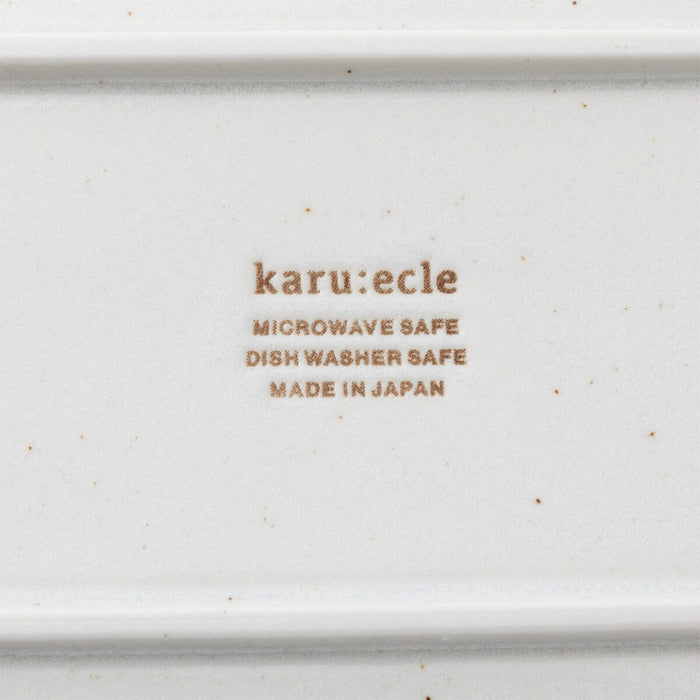 karu:ecle
MICROWAVE SAFE
DISH WASHER SAFE
MADE IN JAPAN